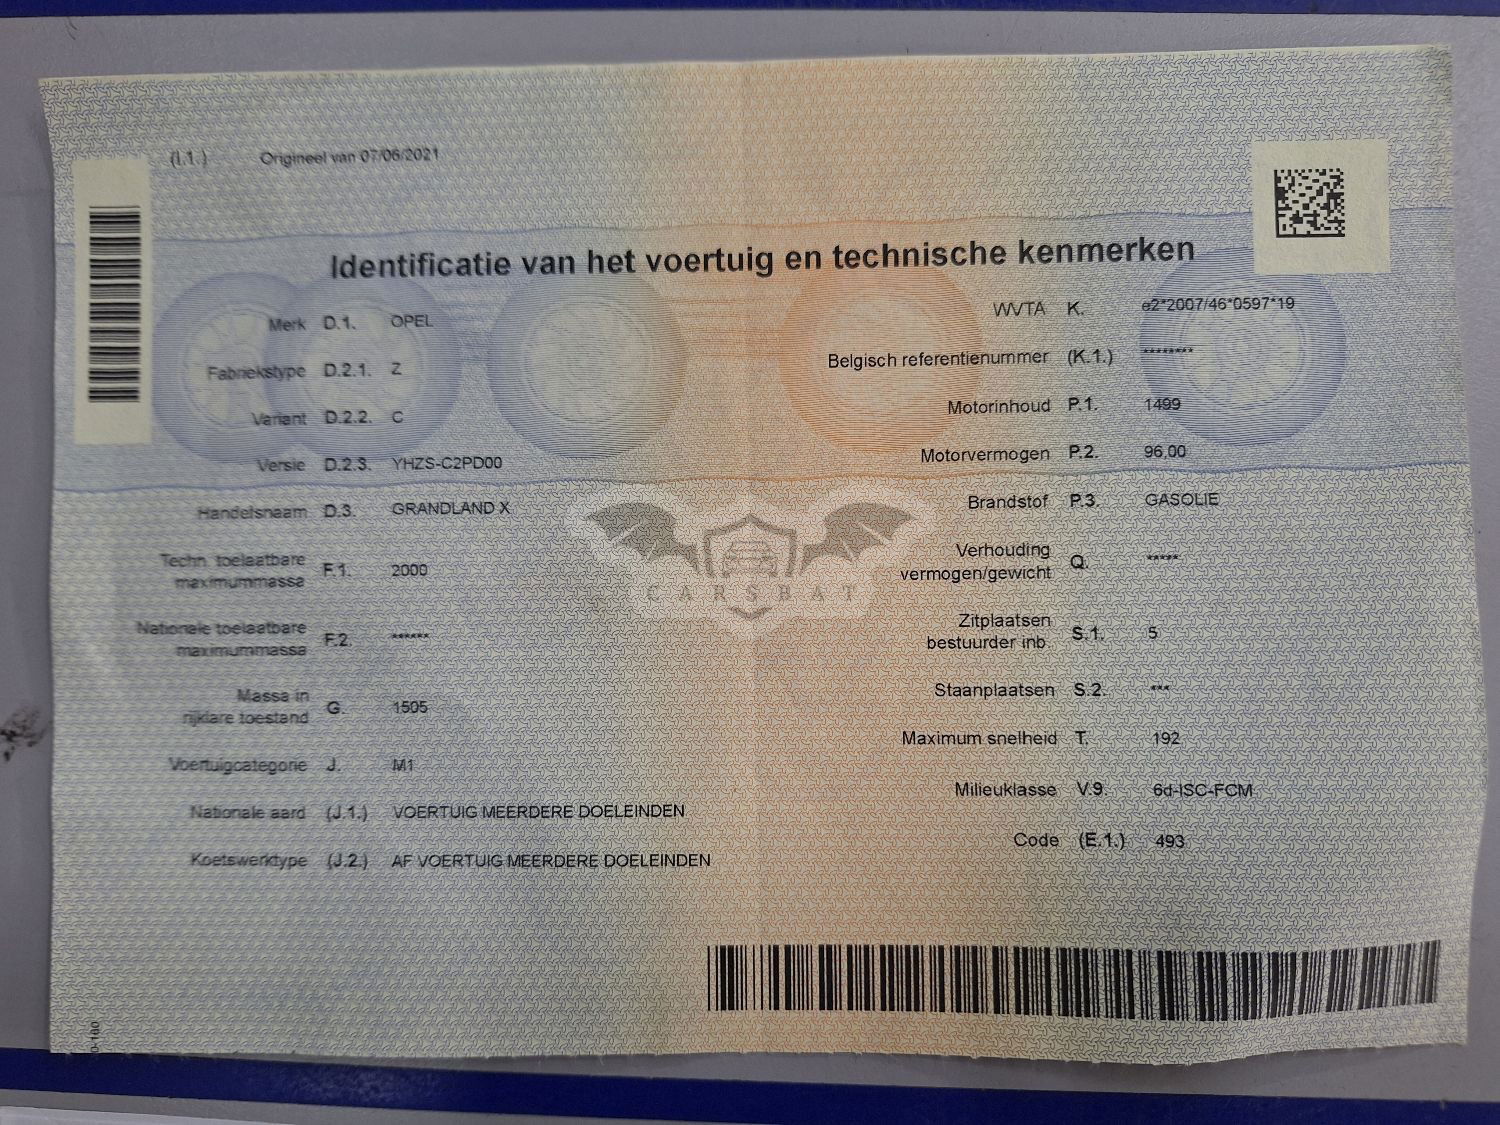 (I.1.) Origineel van 07/06/2021
Identificatie van het voertuig en technische kenmerken
Merk D.1. OPEL
Fabriekstype D.2.1. Z
Variant D.2.2. C
Versie D.2.3. YHZS-C2PD00
Handelsnaam D.3. GRANDLAND X
Techn. toelaatbare
maximummassa F.1. 2000
Nationale toelaatbare
maximummassa F.2. ******
Massa in
rijklare toestand G. 1505
Voertuigcategorie J. M1
Nationale aard (J.1.) VOERTUIG MEERDERE DOELEINDEN
Koetswerktype (J.2.) AF VOERTUIG MEERDERE DOELEINDEN
WVTA K. e2*2007/46*0597*19
Belgisch referentienummer (K.1.) ********
Motorinhoud P.1. 1499
Motorvermogen P.2. 96,00
Brandstof P.3. GASOLIE
Verhouding
vermogen/gewicht Q. *****
Zitplaatsen
bestuurder inb. S.1. 5
Staanplaatsen S.2. ***
Maximum snelheid T. 192
Milieuklasse V.9. 6d-ISC-FCM
Code (E.1.) 493
CARSBAT